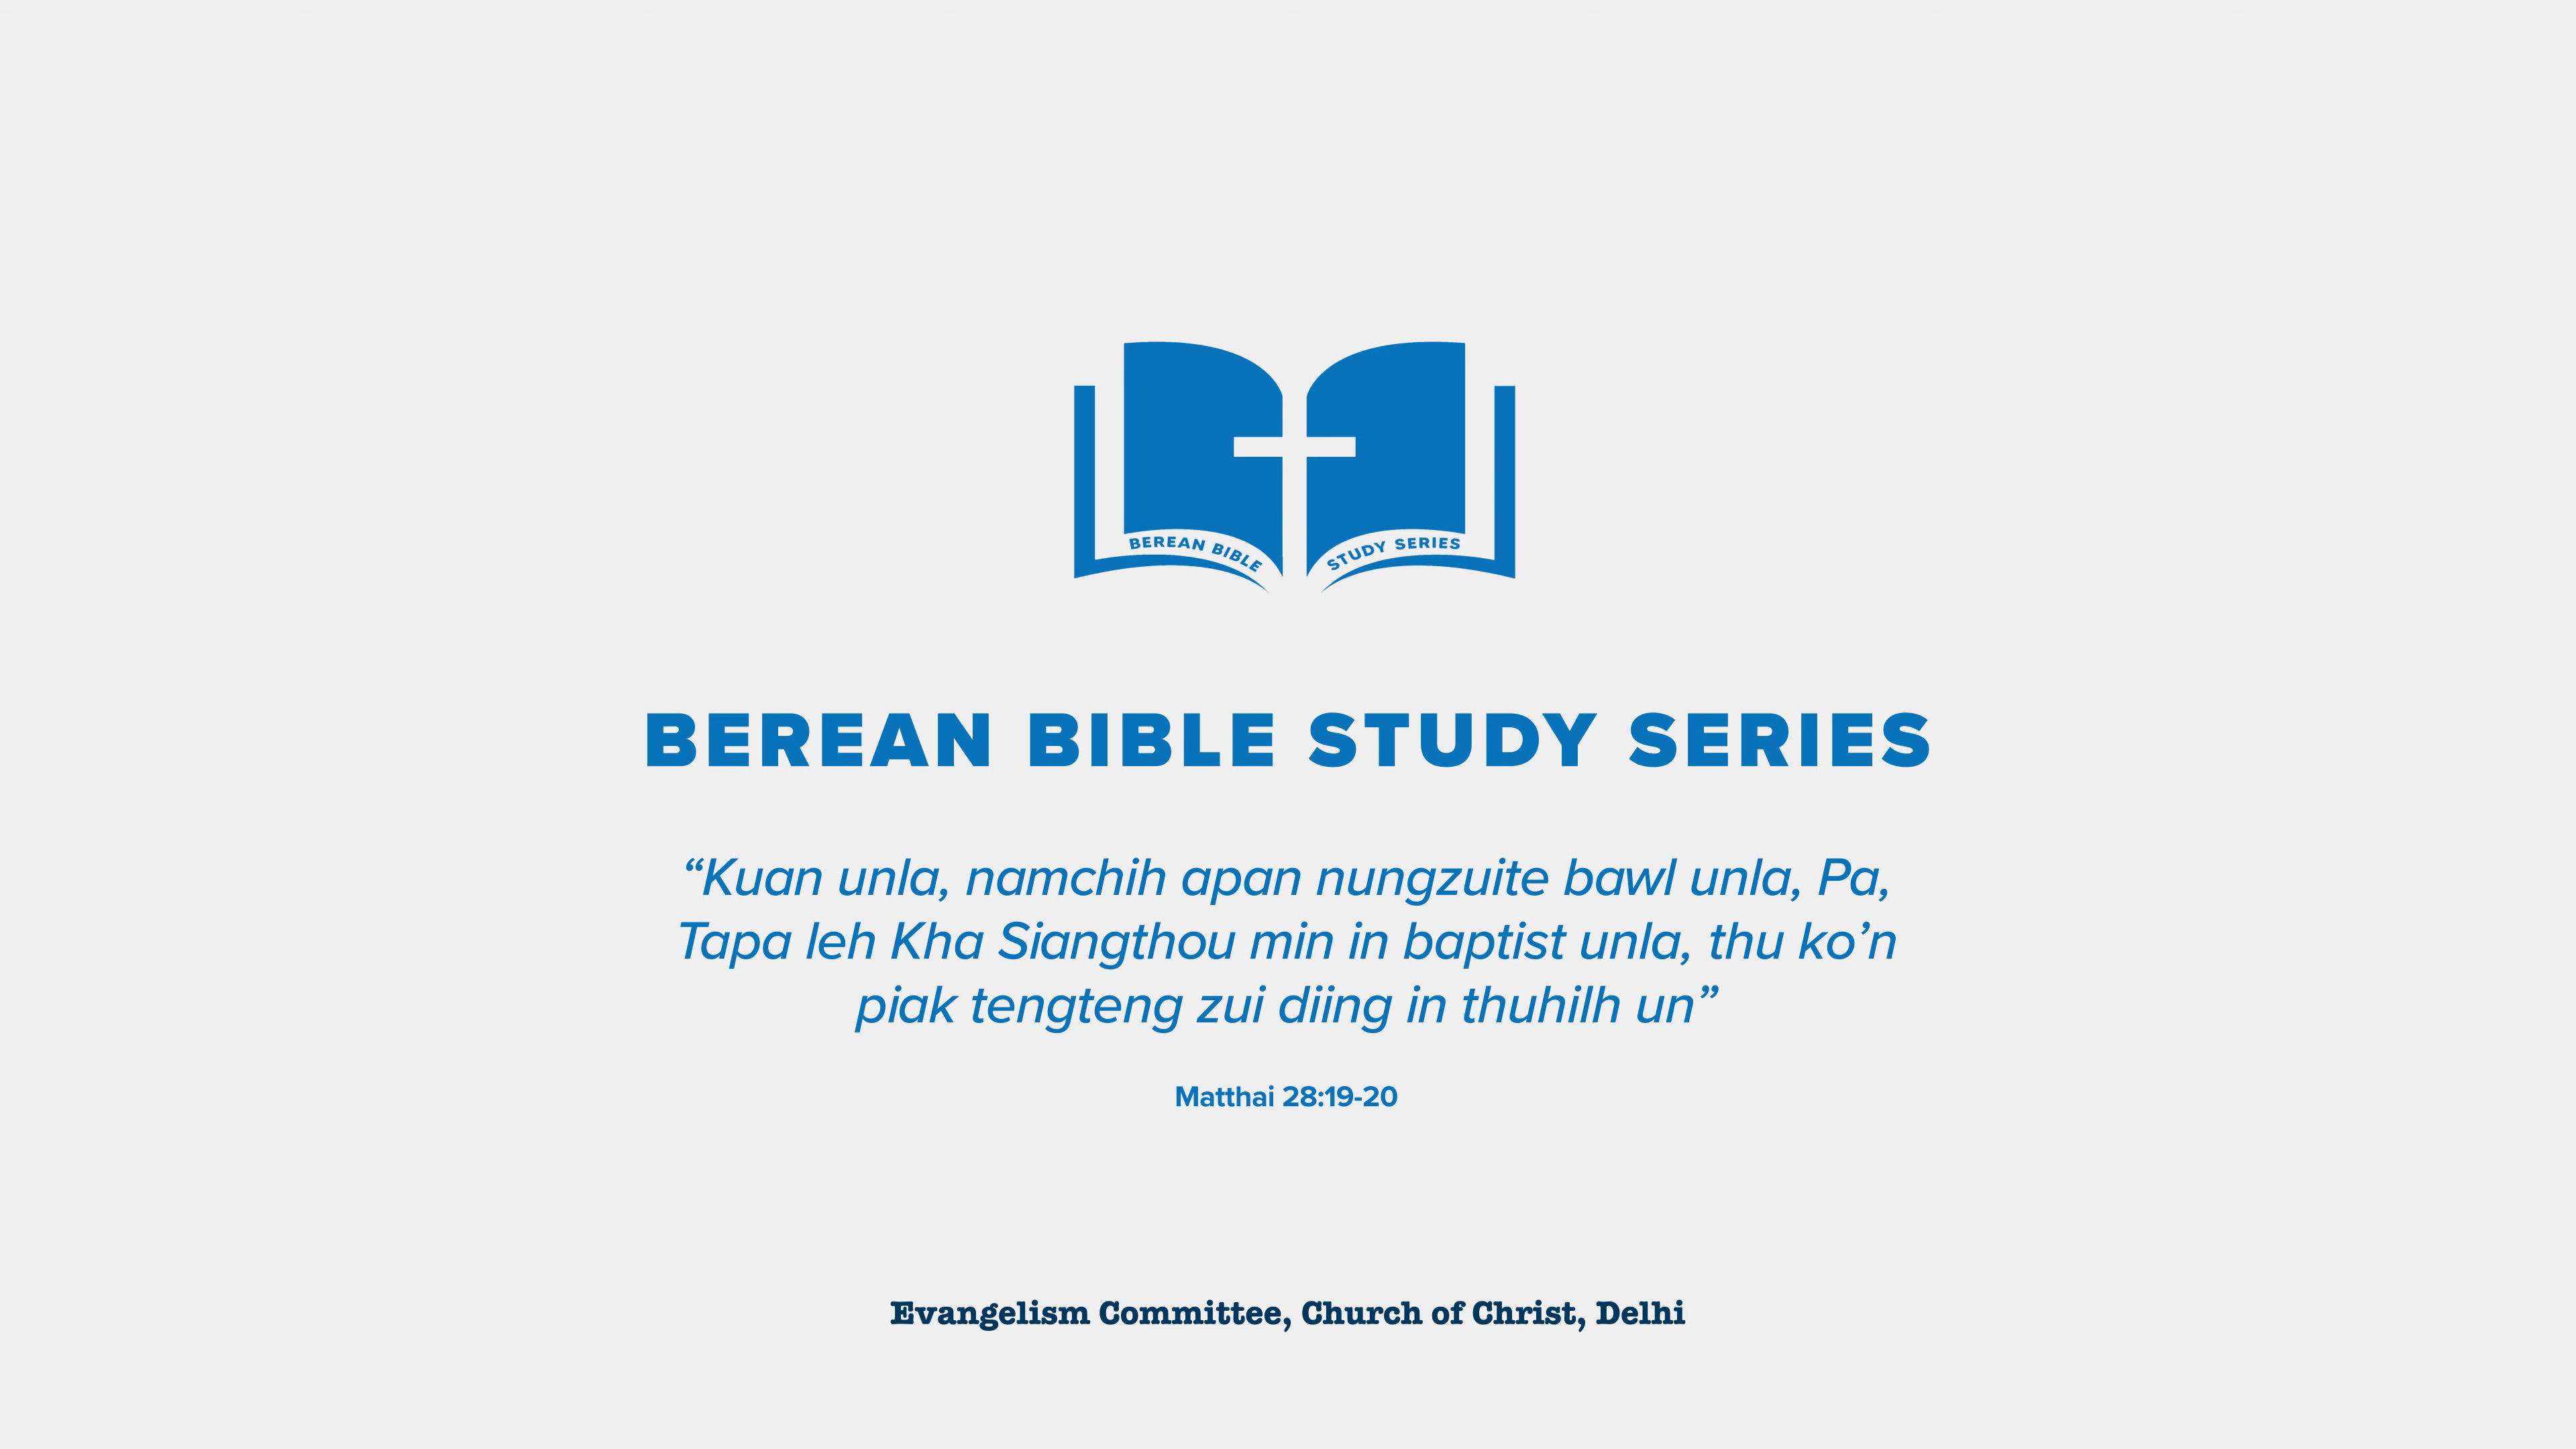 BEREAN BIBLE STUDY SERIES
BEREAN BIBLE STUDY SERIES
“Kuan unla, namchih apan nungzuite bawl unla, Pa,
Tapa leh Kha Siangthou min in baptist unla, thu ko’n
piak tengteng zui diing in thuhilh un”
Matthai 28:19-20
Evangelism Committee, Church of Christ, Delhi